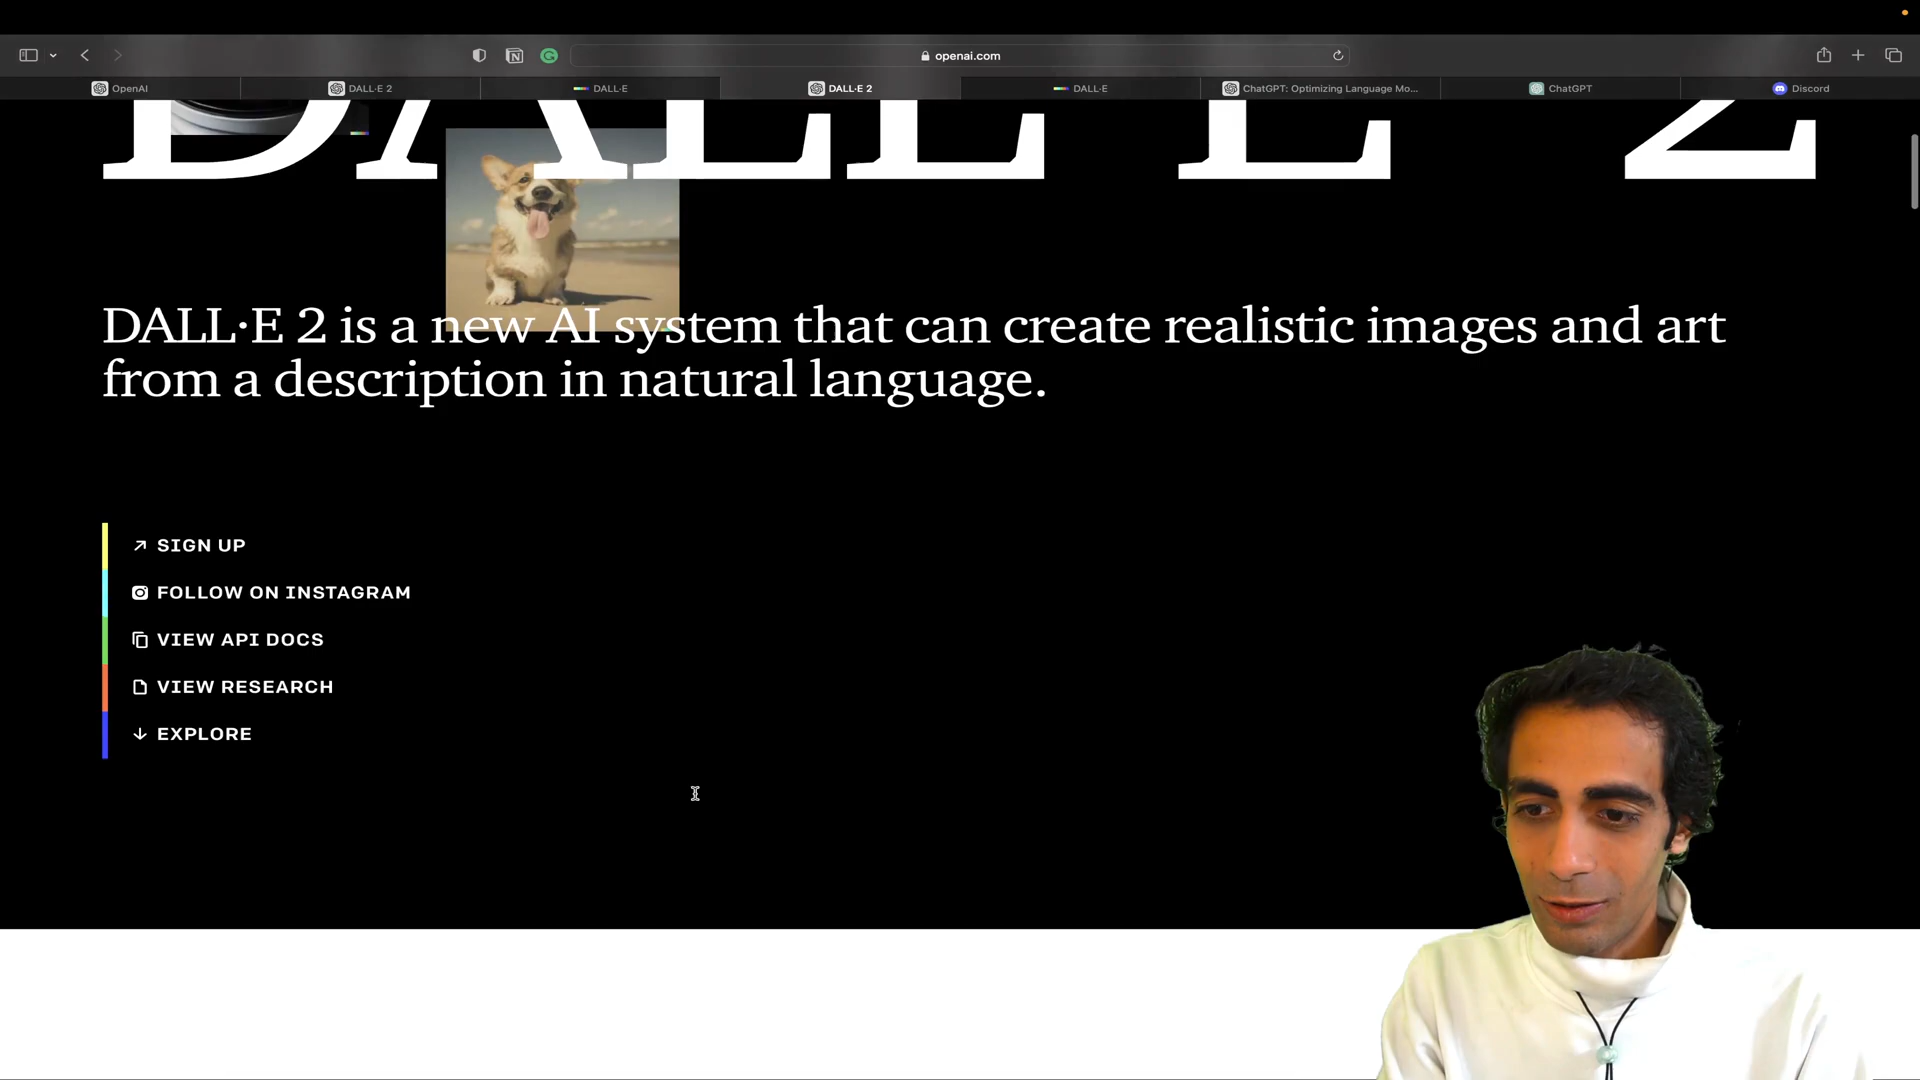 openai.com
OpenAI
DALL·E 2
DALL·E
DALL·E 2
DALL·E
ChatGPT: Optimizing Language Mo...
ChatGPT
Discord
DALL·E 2
DALL·E 2 is a new AI system that can create realistic images and art
from a description in natural language.
SIGN UP
FOLLOW ON INSTAGRAM
VIEW API DOCS
VIEW RESEARCH
EXPLORE